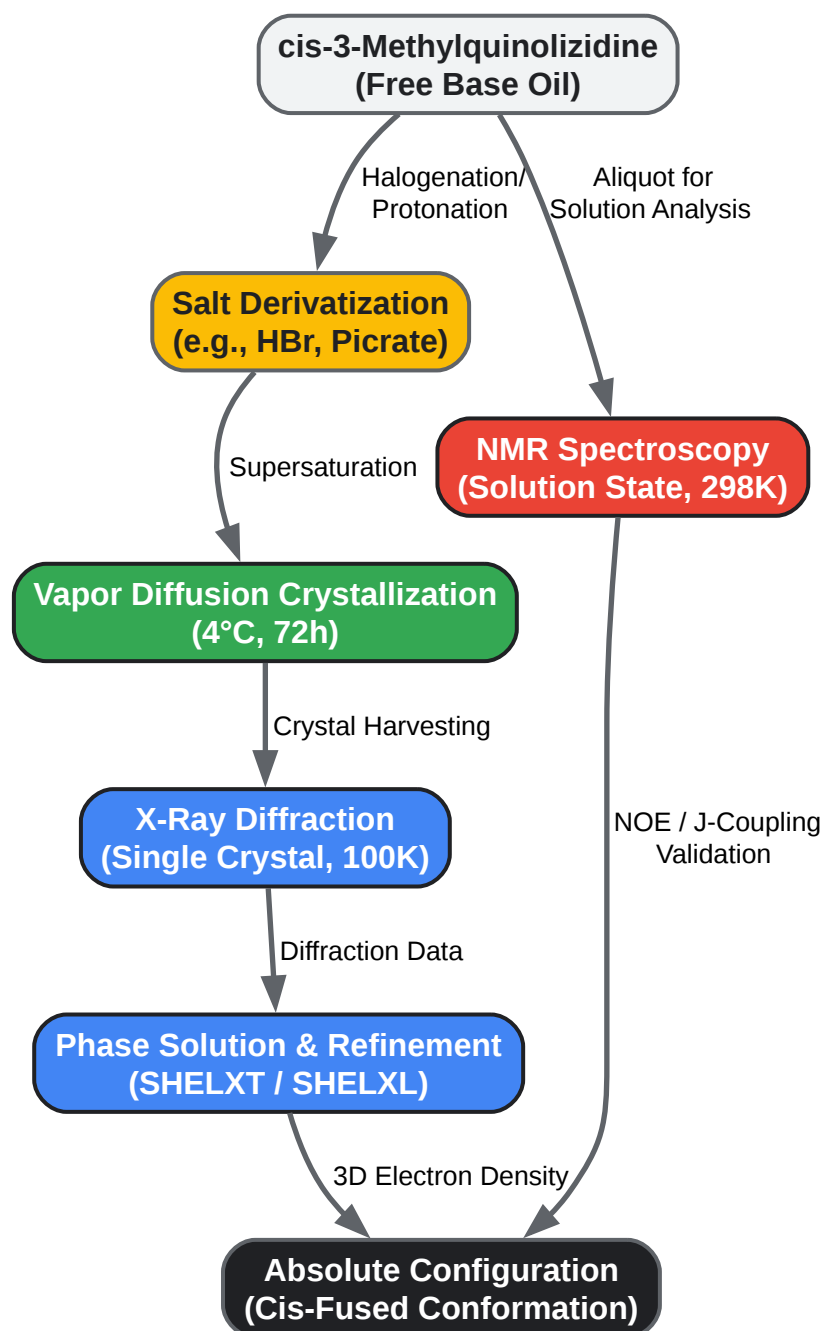 cis-3-Methylquinolizidine
(Free Base Oil)
Halogenation/
Protonation
Aliquot for
Solution Analysis
Salt Derivatization
(e.g., HBr, Picrate)
NMR Spectroscopy
(Solution State, 298K)
Supersaturation
Vapor Diffusion Crystallization
(4°C, 72h)
Crystal Harvesting
X-Ray Diffraction
(Single Crystal, 100K)
NOE / J-Coupling
Validation
Diffraction Data
Phase Solution & Refinement
(SHELXT / SHELXL)
3D Electron Density
Absolute Configuration
(Cis-Fused Conformation)